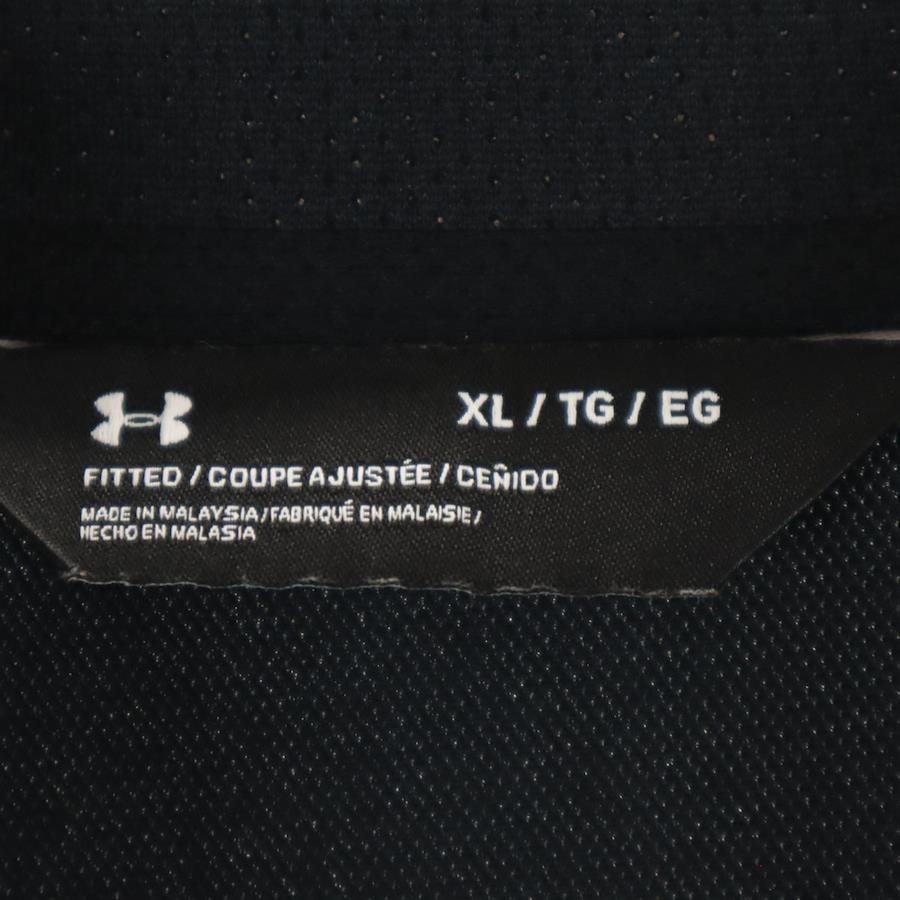 XL / TG / EG
FITTED / COUPE AJUSTÉE / CEÑIDO
MADE IN MALAYSIA / FABRIQUÉ EN MALAISIE /
HECHO EN MALASIA